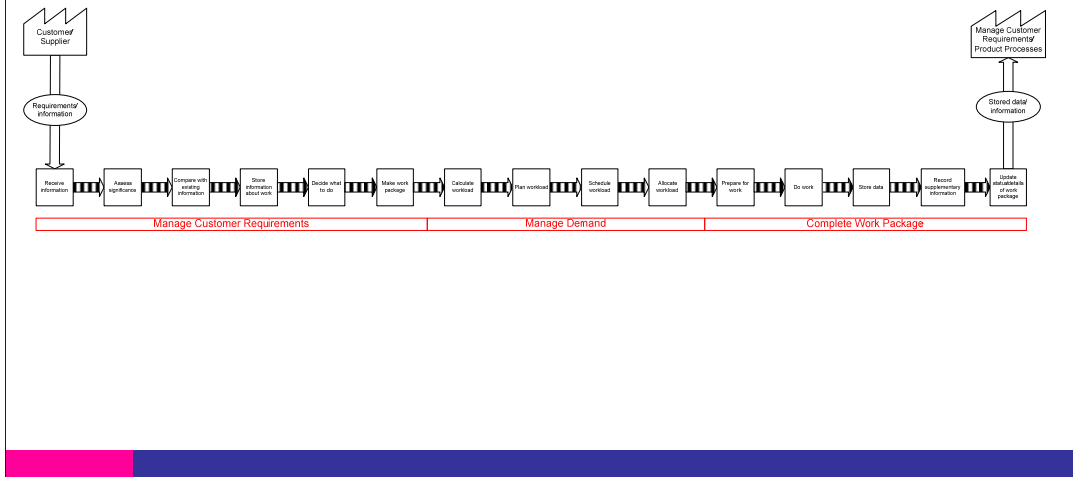 Customer/
Supplier
Manage Customer
Requirements/
Product Processes
Requirements/
information
Stored data/
information
Receive
information
Assess
significance
Compare with
existing
information
Store
information
about work
Decide what
to do
Make work
package
Calculate
workload
Plan workload
Schedule
workload
Allocate
workload
Prepare for
work
Do work
Store data
Record
supplementary
information
Update
status/details
of work
package
Manage Customer Requirements
Manage Demand
Complete Work Package